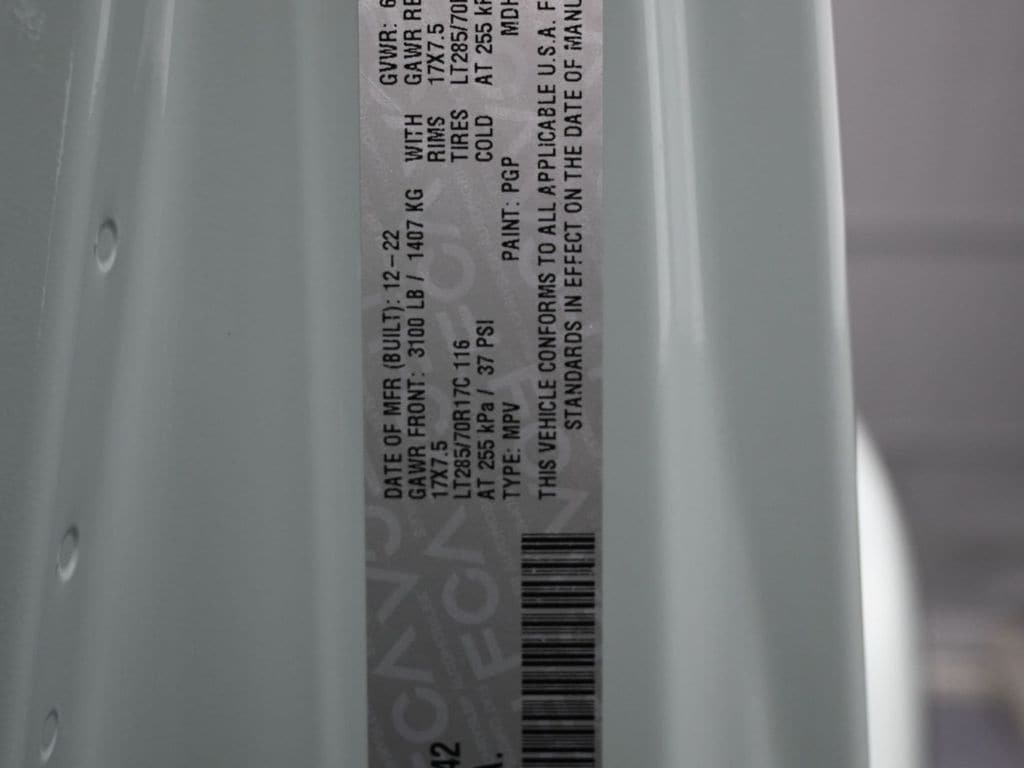 DATE OF MFR (BUILT): 12-22 GVWR: 6
GAWR FRONT: 3100 LB / 1407 KG WITH GAWR RE
17X7.5 RIMS 17X7.5
LT285/70R17C 116 TIRES LT285/70
AT 255 kPa / 37 PSI COLD AT 255
TYPE: MPV PAINT: PGP MDH
THIS VEHICLE CONFORMS TO ALL APPLICABLE U.S.A. F
STANDARDS IN EFFECT ON THE DATE OF MANU
42
A.